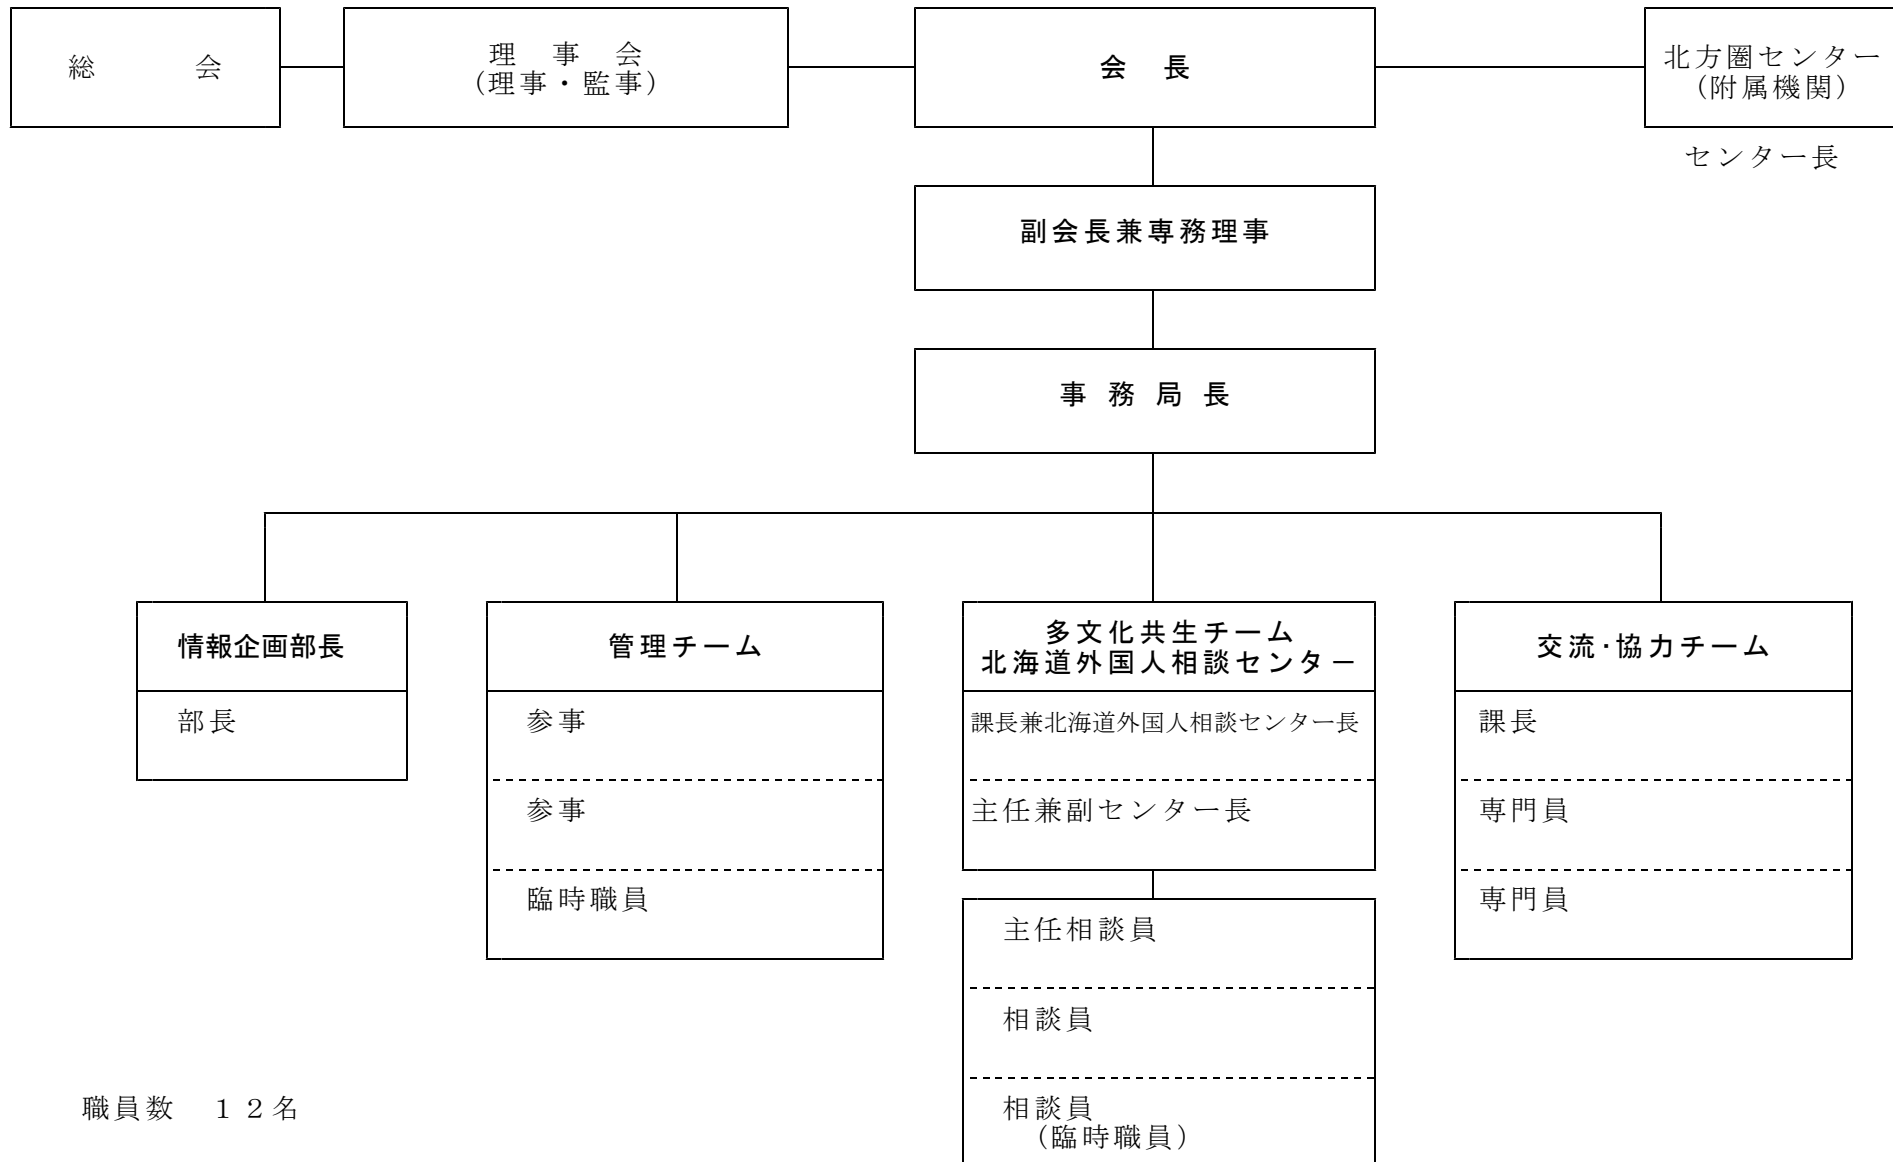 総　会
理　事　会
(理事・監事)
会　長
北方圏センター
(附属機関)
センター長
副会長兼専務理事
事　務　局　長
情報企画部長
部長
管理チーム
参事
参事
臨時職員
多文化共生チーム
北海道外国人相談センター
課長兼北海道外国人相談センター長
主任兼副センター長
主任相談員
相談員
相談員
(臨時職員)
交流・協力チーム
課長
専門員
専門員
職員数　１２名